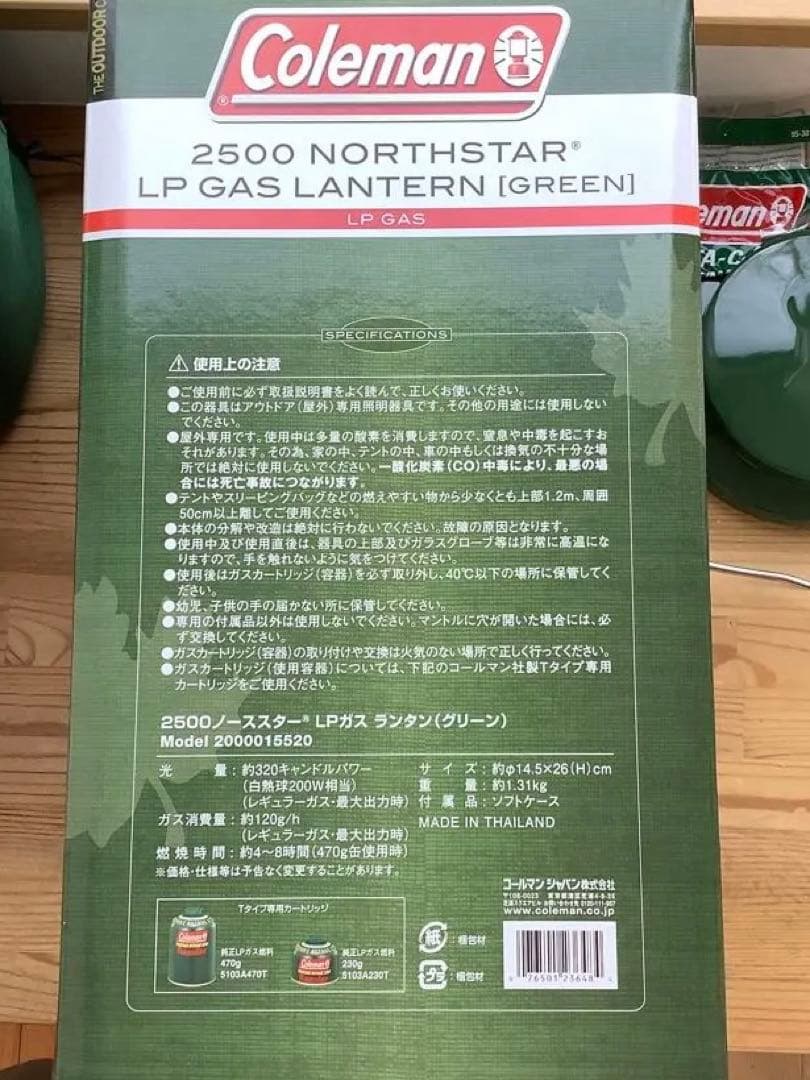 THE OUTDOOR
Coleman
2500 NORTHSTAR®
LP GAS LANTERN [GREEN]
LP GAS
SPECIFICATIONS
使用上の注意
●ご使用前に必ず取扱説明書をよく読んで、正しくお使いください。
●この器具はアウトドア(屋外)専用照明器具です。その他の用途には使用しない
でください。
●屋外専用です。使用中は多量の酸素を消費しますので、窒息や中毒を起こすお
それがあります。その為、家の中、テントの中、車の中もしくは換気の不十分な場
所では絶対に使用しないでください。一酸化炭素(CO)中毒により、最悪の場
合には死亡事故につながります。
●テントやスリーピングバッグなどの燃えやすい物から少なくとも上部1.2m、周囲
50cm以上離してご使用ください。
●本体の分解や改造は絶対に行わないでください。故障の原因となります。
●使用中及び使用直後は、器具の上部及びガラスグローブ等は非常に高温にな
りますので、手を触れないように気をつけてください。
●使用後はガスカートリッジ(容器)を必ず取り外し、40℃以下の場所に保管してく
ださい。
●幼児、子供の手の届かない所に保管してください。
●専用の付属品以外は使用しないでください。マントルに穴が開いた場合には、必
ず交換してください。
●ガスカートリッジ(容器)の取り付けや交換は火気のない場所で正しく行ってください。
●ガスカートリッジ(使用容器)については、下記のコールマン社製Tタイプ専用
カートリッジをご使用ください。
2500ノーススター® LPガス ランタン(グリーン)
Model 2000015520
光 量:約320キャンドルパワー
(白熱球200W相当)
(レギュラーガス・最大出力時)
ガス消費量:約120g/h
(レギュラーガス・最大出力時)
燃焼時間:約4~8時間(470g缶使用時)
※価格・仕様等は予告なく変更することがあります。
サイズ:約φ14.5×26(H)cm
重 量:約1.31kg
付属品:ソフトケース
MADE IN THAILAND
Tタイプ専用カートリッジ
Coleman
純正LPガス燃料
470g
5103A470T
Coleman
純正LPガス燃料
230g
5103A230T
コールマン ジャパン株式会社
www.coleman.co.jp
紙:梱包材
プラ:梱包材
0 76501 23648 4
eman